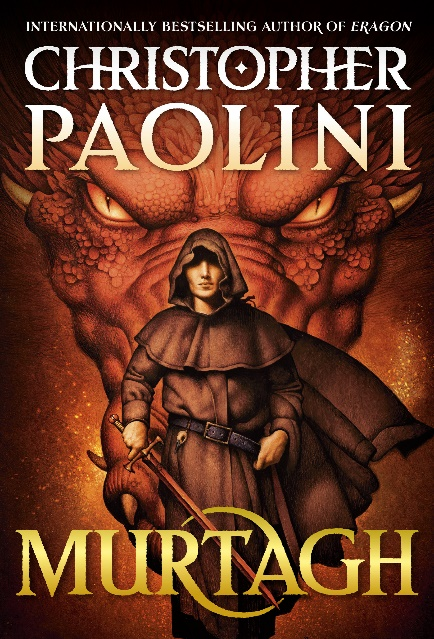 INTERNATIONALLY BESTSELLING AUTHOR OF ERAGON
CHRISTOPHER
PAOLINI
MURTAGH